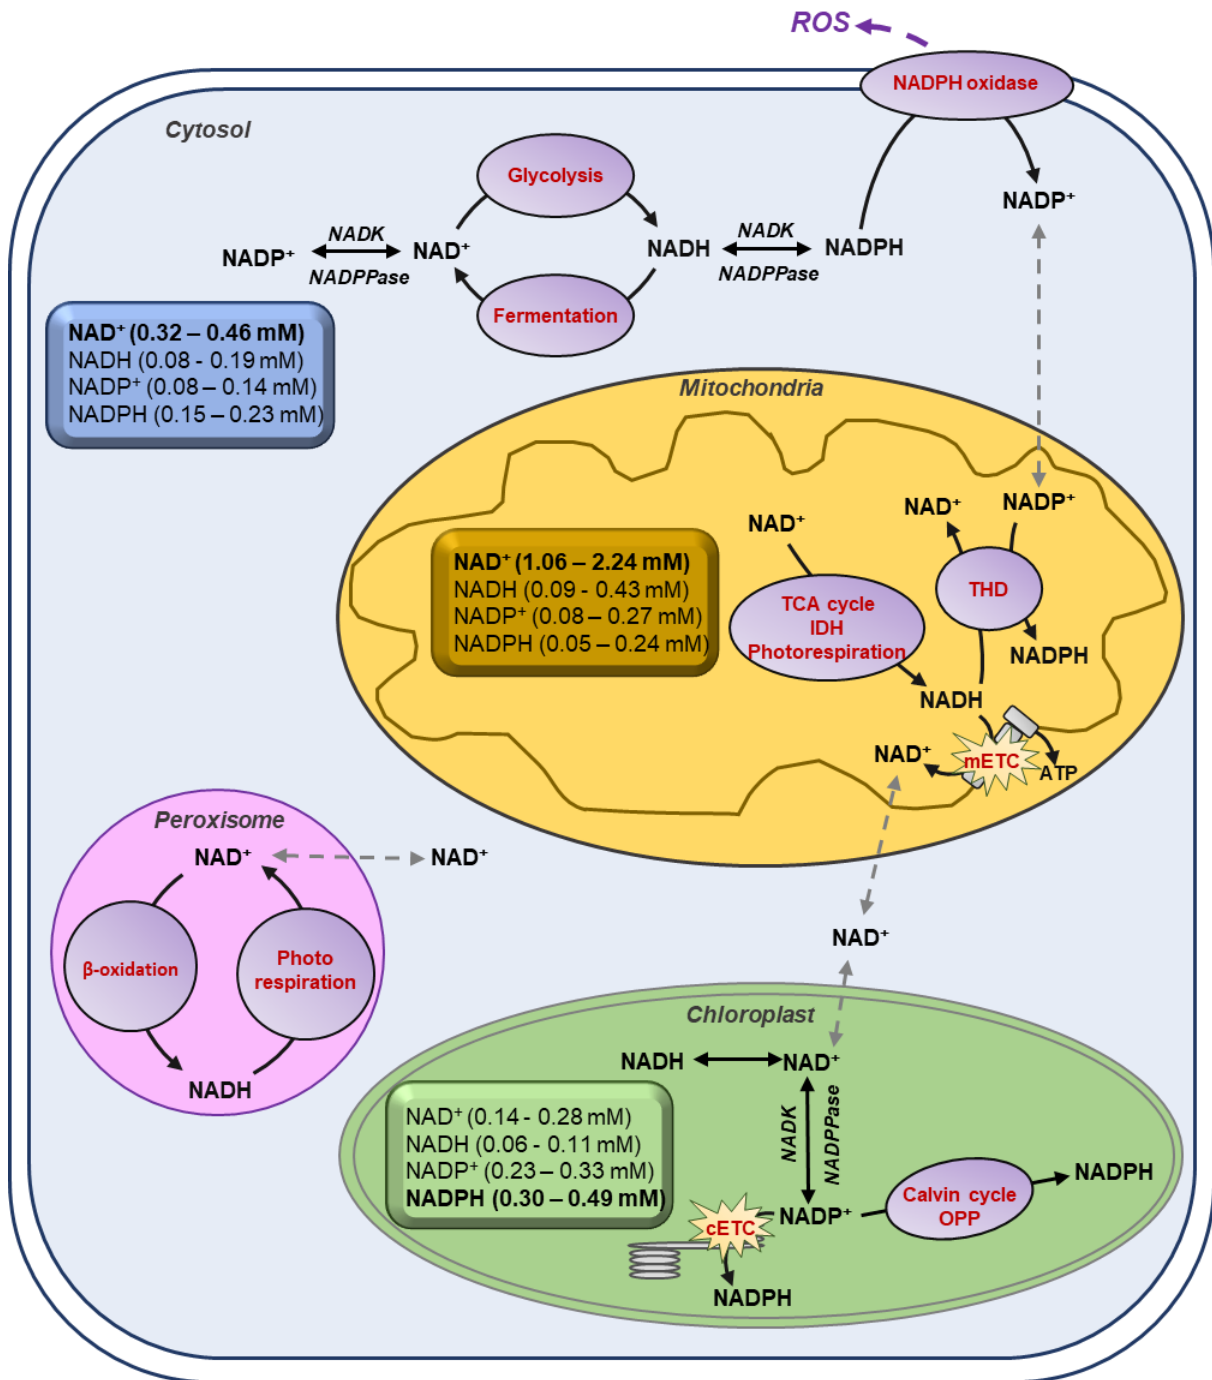 ROS
NADPH oxidase
Cytosol
Glycolysis
NADP⁺
NADK
NAD⁺
NADH
NADK
NADPH
NADPPase
NADPPase
NADP⁺
Fermentation
NAD⁺ (0.32 – 0.46 mM)
NADH (0.08 - 0.19 mM)
NADP⁺ (0.08 – 0.14 mM)
NADPH (0.15 – 0.23 mM)
Mitochondria
NAD⁺
NAD⁺
NADP⁺
NAD⁺ (1.06 – 2.24 mM)
NADH (0.09 - 0.43 mM)
NADP⁺ (0.08 – 0.27 mM)
NADPH (0.05 – 0.24 mM)
TCA cycle
IDH
Photorespiration
THD
NADPH
NADH
NAD⁺
mETC
ATP
Peroxisome
NAD⁺
NAD⁺
β-oxidation
Photo
respiration
NADH
NAD⁺
Chloroplast
NADH
NAD⁺
NADK
NADPPase
NAD⁺ (0.14 - 0.28 mM)
NADH (0.06 - 0.11 mM)
NADP⁺ (0.23 – 0.33 mM)
NADPH (0.30 – 0.49 mM)
cETC
NADP⁺
Calvin cycle
OPP
NADPH
NADPH